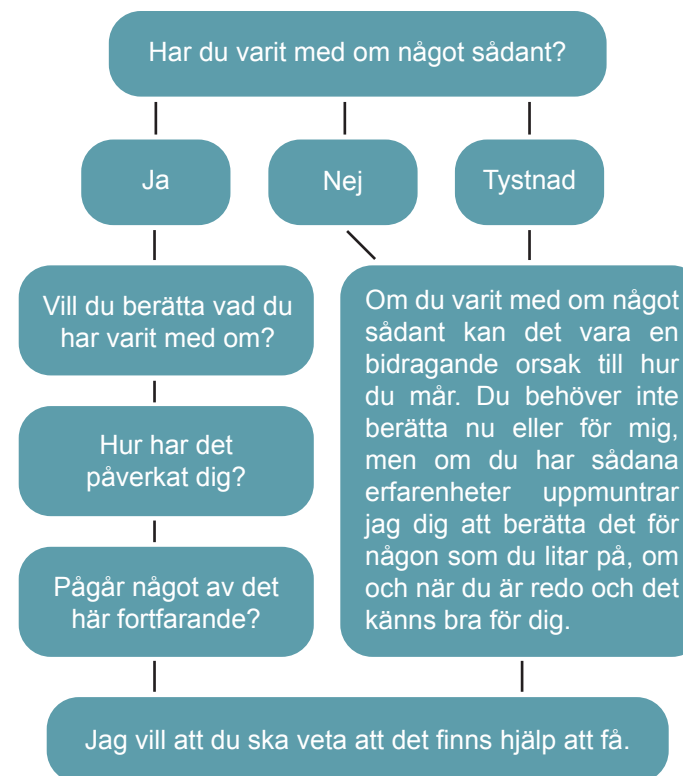 Har du varit med om något sådant?
Ja
Nej
Tystnad
Vill du berätta vad du
har varit med om?
Hur har det
påverkat dig?
Pågår något av det
här fortfarande?
Om du varit med om något
sådant kan det vara en
bidragande orsak till hur
du mår. Du behöver inte
berätta nu eller för mig,
men om du har sådana
erfarenheter uppmuntrar
jag dig att berätta det för
någon som du litar på, om
och när du är redo och det
känns bra för dig.
Jag vill att du ska veta att det finns hjälp att få.